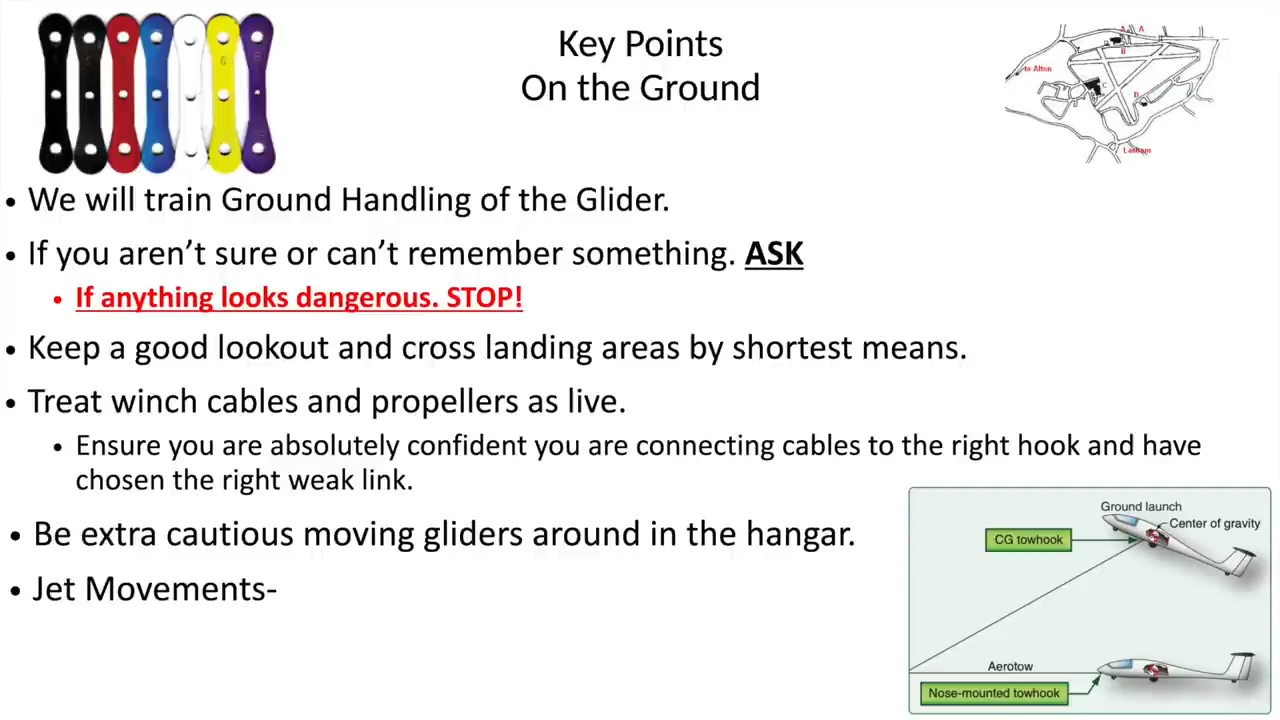 Key Points
On the Ground
A A
B
to Alton
C
D
Lasham
G
• We will train Ground Handling of the Glider.
• If you aren’t sure or can’t remember something. ASK
• If anything looks dangerous. STOP!
• Keep a good lookout and cross landing areas by shortest means.
• Treat winch cables and propellers as live.
• Ensure you are absolutely confident you are connecting cables to the right hook and have
chosen the right weak link.
• Be extra cautious moving gliders around in the hangar.
• Jet Movements-
Ground launch
Center of gravity
CG towhook
Aerotow
Nose-mounted towhook